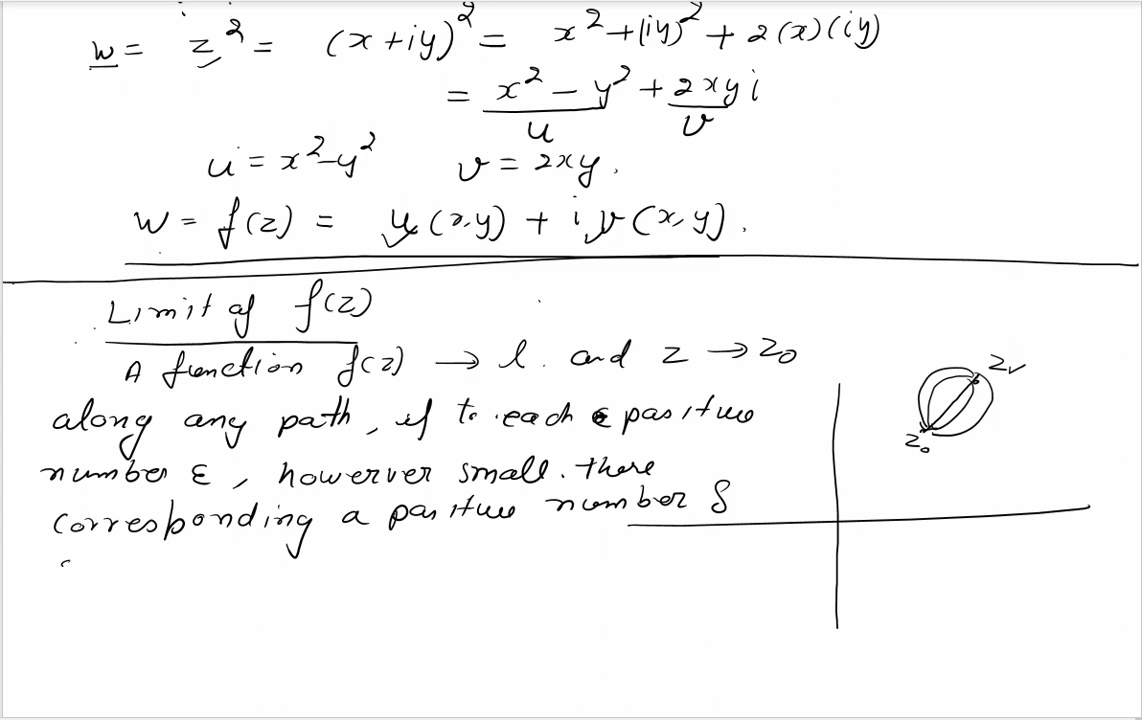 w = z² = (x + iy)² = x² + (iy)² + 2(x)(iy)
= x² - y² + 2xyi
u v
u = x² - y² v = 2xy.
w = f(z) = u(x,y) + iv(x,y).
Limit of f(z)
A function f(z) → l. and z → z₀
along any path, if to each positive
number ε, howerver small. there
corresponding a positive number δ
z
z₀